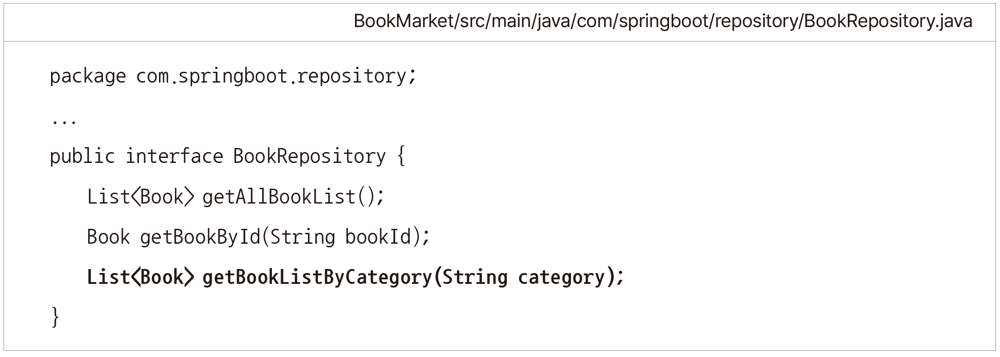 BookMarket/src/main/java/com/springboot/repository/BookRepository.java
package com.springboot.repository;
...
public interface BookRepository {
List<Book> getAllBookList();
Book getBookById(String bookId);
List<Book> getBookListByCategory(String category);
}